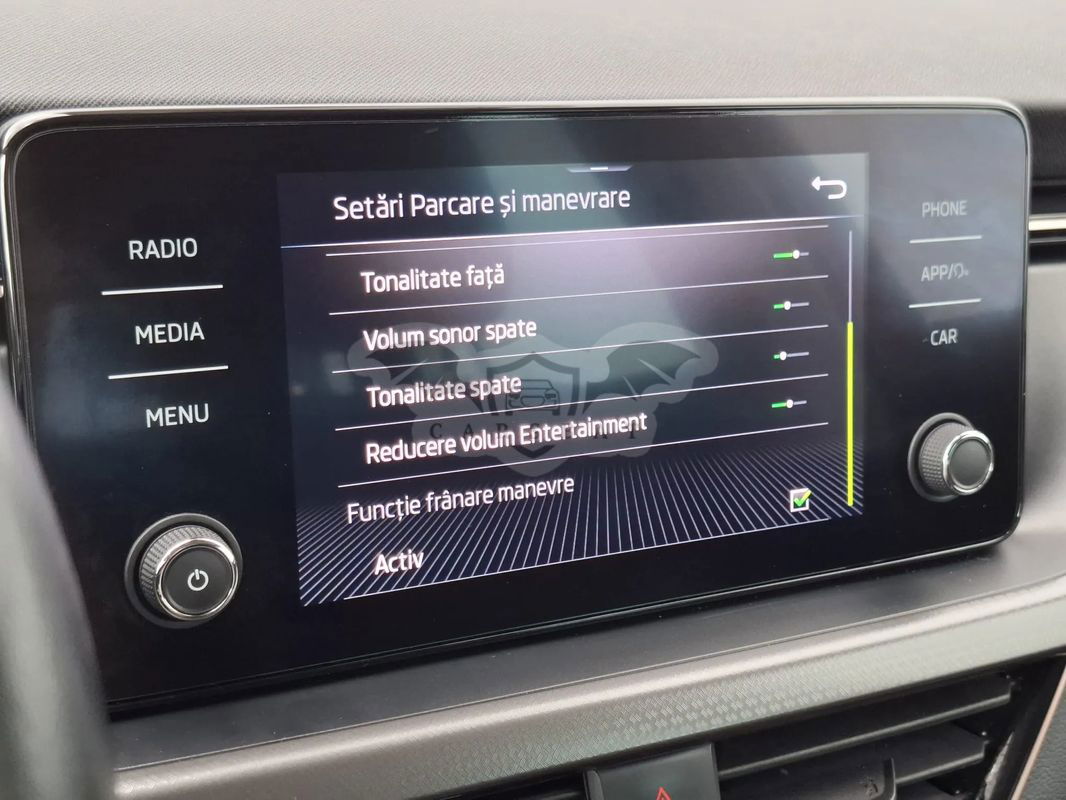 Setări Parcare și manevrare
RADIO
MEDIA
MENU
Tonalitate față
Volum sonor spate
Tonalitate spate
Reducere volum Entertainment
Funcție frânare manevre
Activ
PHONE
APP/
CAR